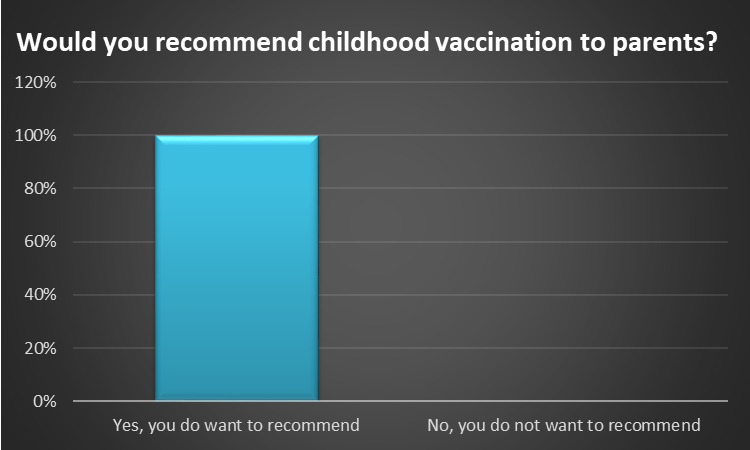 Would you recommend childhood vaccination to parents?
120%
100%
80%
60%
40%
20%
0%
Yes, you do want to recommend
No, you do not want to recommend